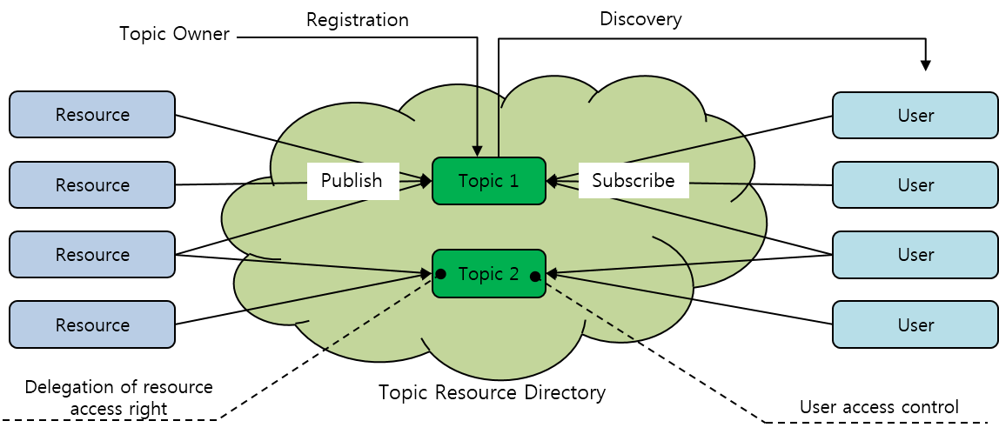 Registration
Discovery
Topic Owner
Resource
User
Resource
Publish
Topic 1
Subscribe
User
Resource
User
Topic 2
Resource
User
Delegation of resource
access right
Topic Resource Directory
User access control